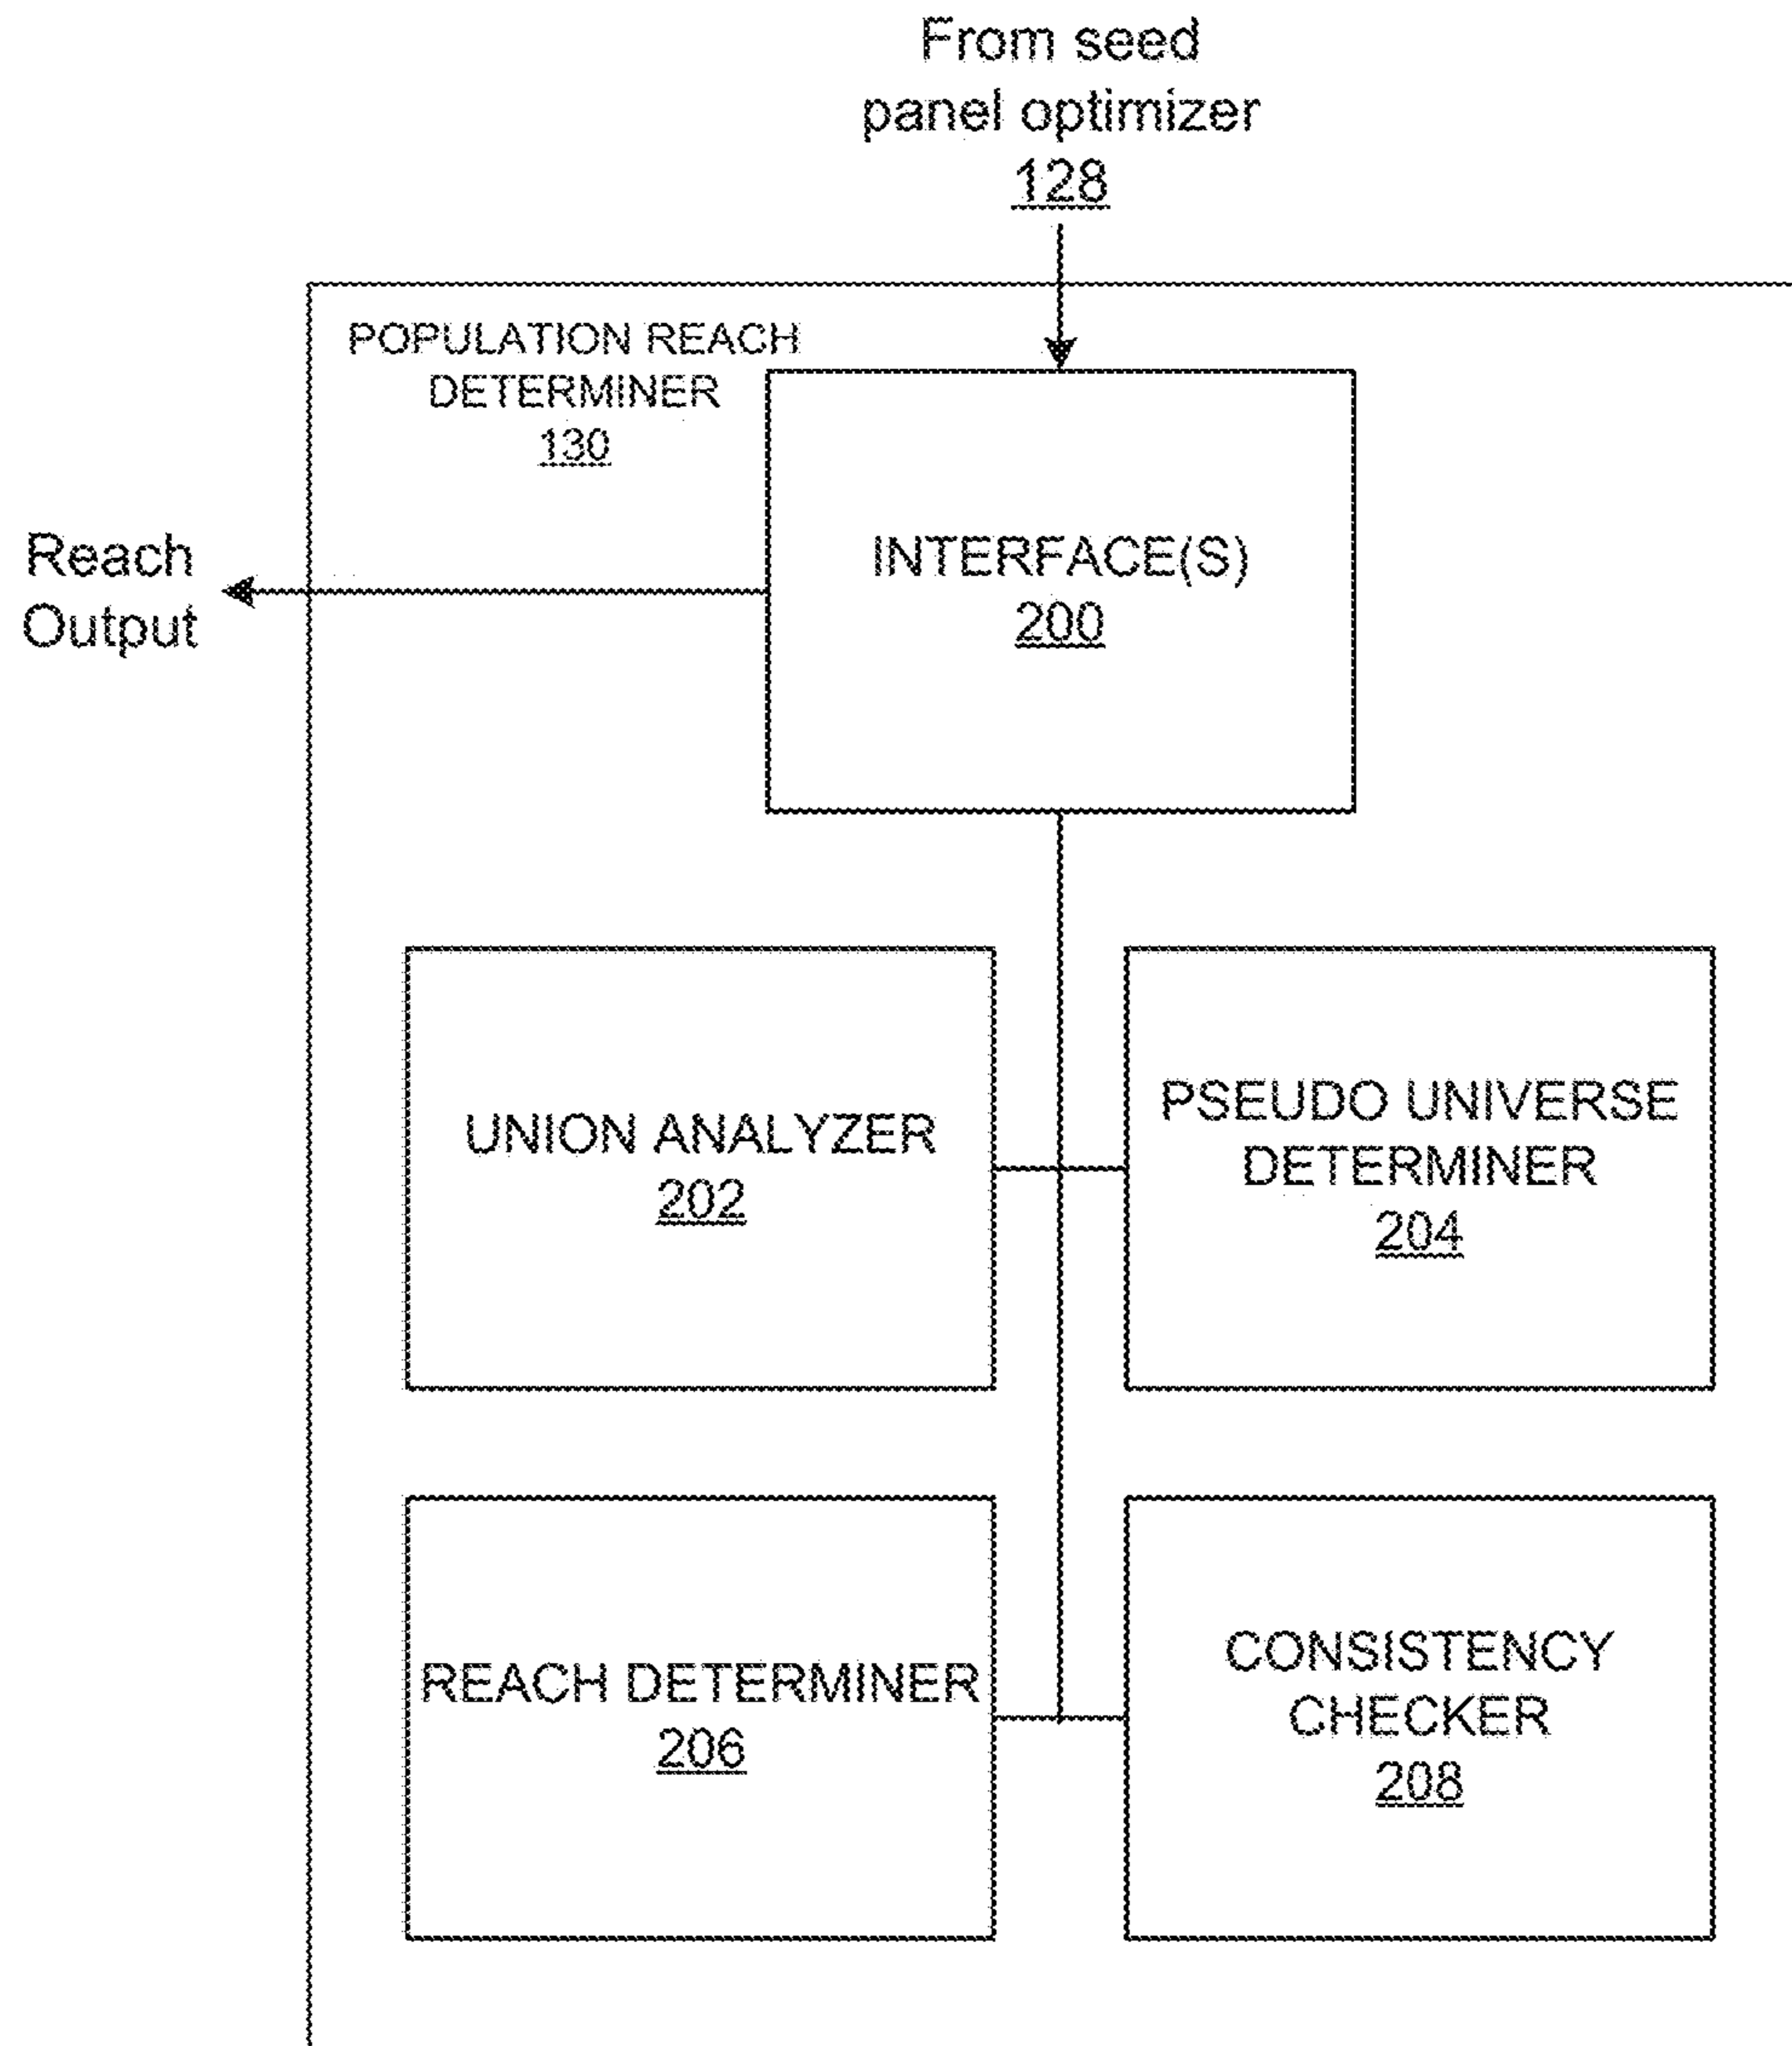 From seed
panel optimizer
128
POPULATION REACH
DETERMINER
130
INTERFACE(S)
200
Reach
Output
UNION ANALYZER
202
PSEUDO UNIVERSE
DETERMINER
204
REACH DETERMINER
206
CONSISTENCY
CHECKER
208